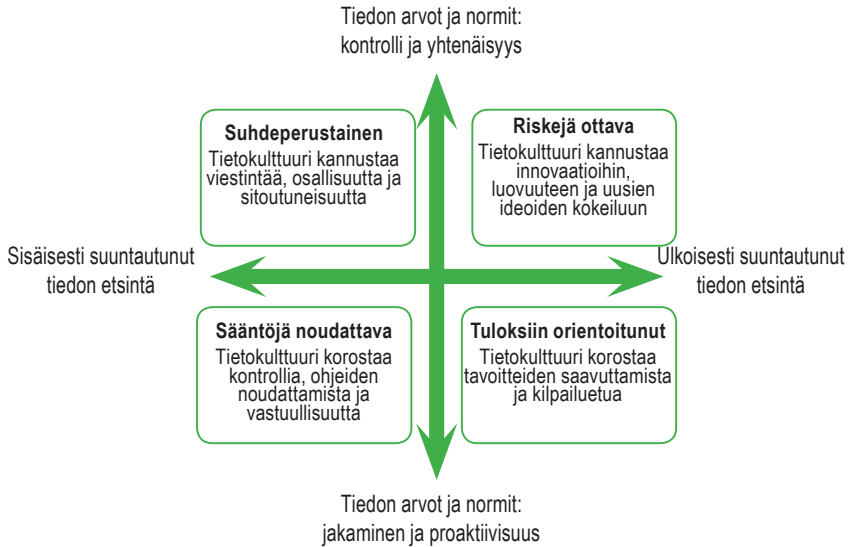 Tiedon arvot ja normit:
kontrolli ja yhtenäisyys
Suhdeperustainen
Tietokulttuuri kannustaa
viestintää, osallisuutta ja
sitoutuneisuutta
Riskejä ottava
Tietokulttuuri kannustaa
innovaatioihin,
luovuuteen ja uusien
ideoiden kokeiluun
Sisäisesti suuntautunut
tiedon etsintä
Ulkoisesti suuntautunut
tiedon etsintä
Sääntöjä noudattava
Tietokulttuuri korostaa
kontrollia, ohjeiden
noudattamista ja
vastuullisuutta
Tuloksiin orientoitunut
Tietokulttuuri korostaa
tavoitteiden saavuttamista
ja kilpailuetua
Tiedon arvot ja normit:
jakaminen ja proaktiivisuus